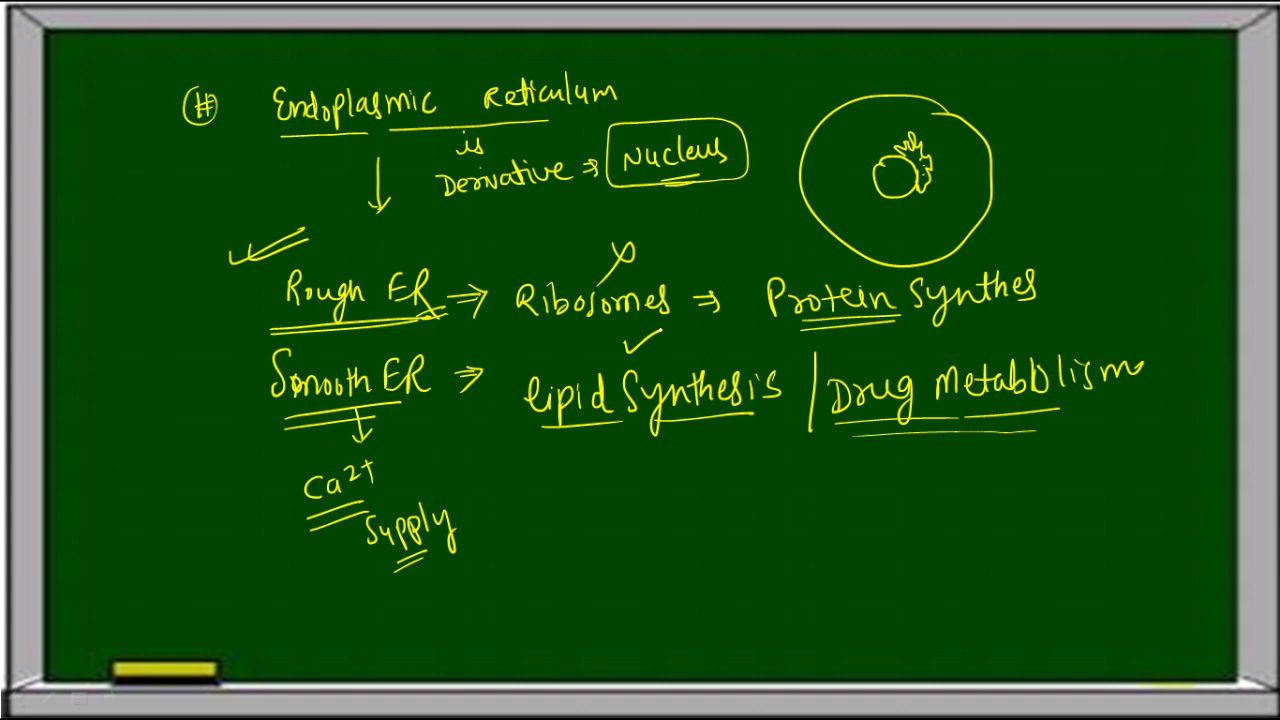 # Endoplasmic Reticulum
is
Derivative ⇒ Nucleus
Rough ER ⇒ Ribosomes ⇒ Protein Synthes
Smooth ER ⇒ lipid Synthesis / Drug Metabolism
Ca2+
Supply